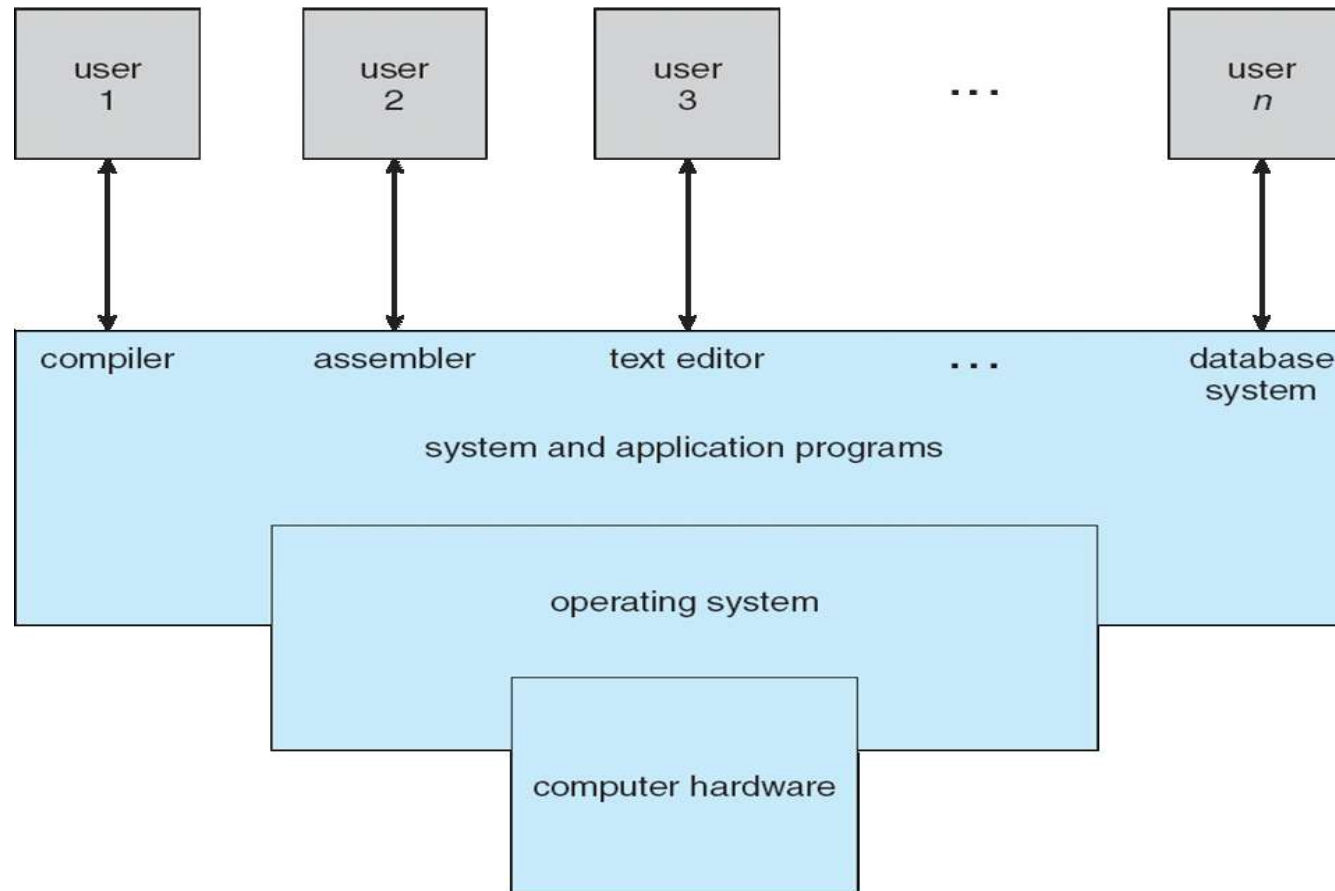 user
1
user
2
user
3
...
user
n
compiler
assembler
text editor
...
database
system
system and application programs
operating system
computer hardware